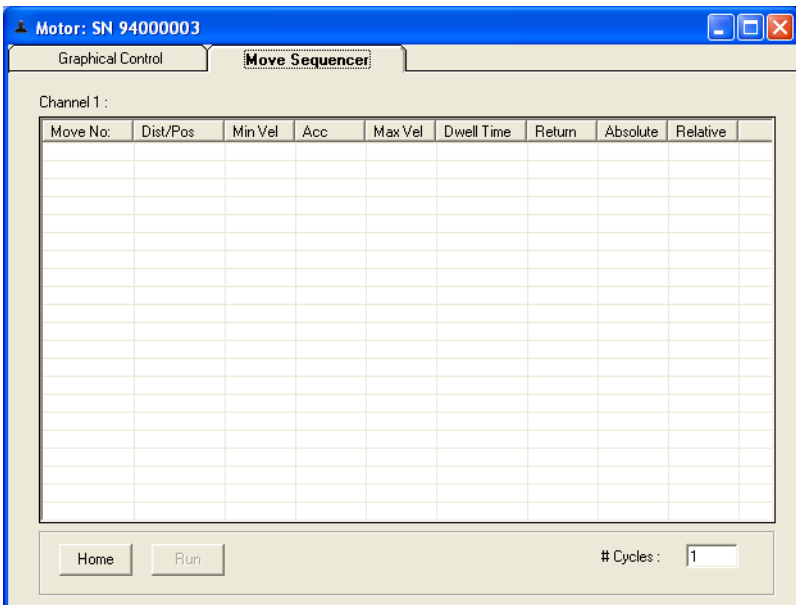 Motor: SN 94000003
Graphical Control Move Sequencer
Channel 1 :
Move No: Dist/Pos Min Vel Acc Max Vel Dwell Time Return Absolute Relative
Home Run # Cycles : 1